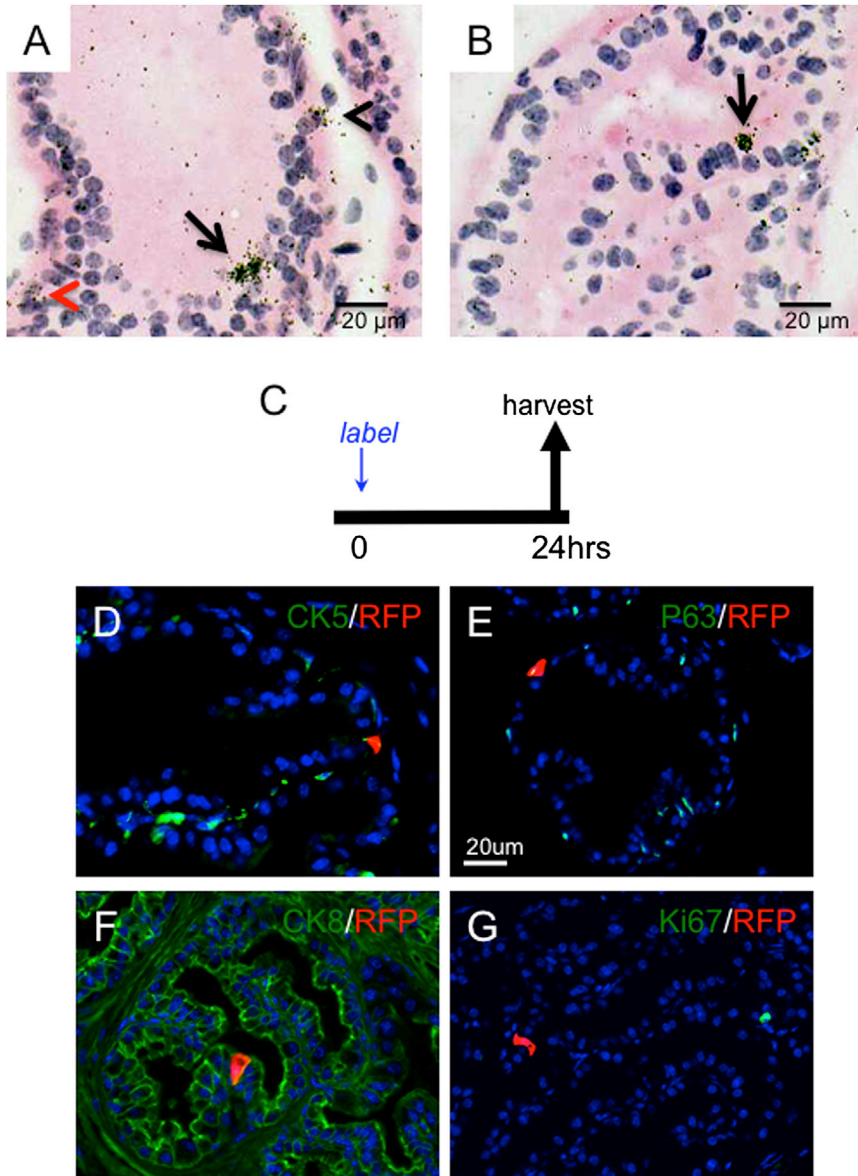 A
B
20 µm
20 µm
C
label
harvest
0
24hrs
D
CK5/RFP
E
P63/RFP
20um
F
CK8/RFP
G
Ki67/RFP